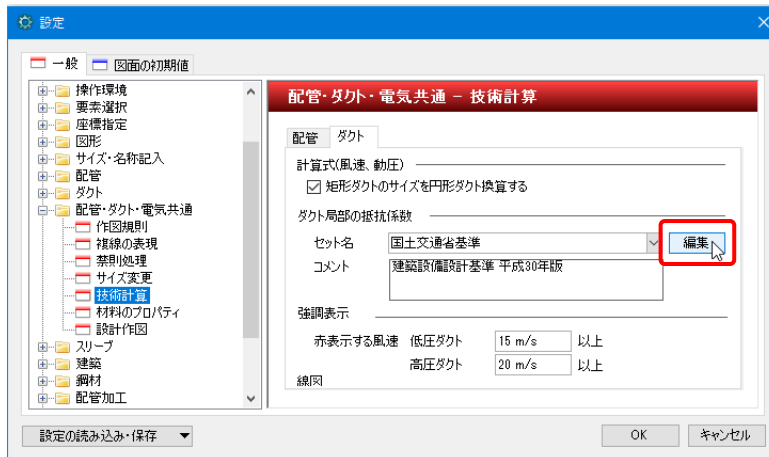 設定
一般 図面の初期値
操作環境
要素選択
座標指定
図形
サイズ・名称記入
配管
ダクト
配管・ダクト・電気共通
作図規則
複線の表現
禁則処理
サイズ変更
技術計算
材料のプロパティ
設計作図
スリーブ
建築
鋼材
配管加工
配管・ダクト・電気共通 - 技術計算
配管 ダクト
計算式(風速、動圧)
矩形ダクトのサイズを円形ダクト換算する
ダクト局部の抵抗係数
セット名 国土交通省基準 編集
コメント 建築設備設計基準 平成30年版
強調表示
赤表示する風速 低圧ダクト 15 m/s 以上
高圧ダクト 20 m/s 以上
線図
設定の読み込み・保存 OK キャンセル